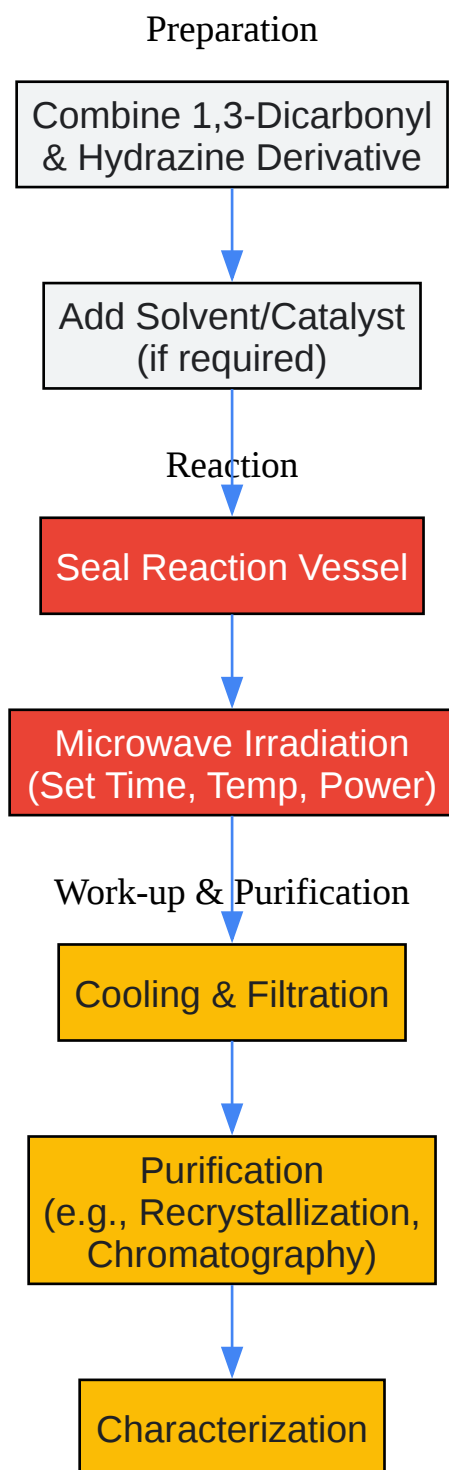 Preparation
Combine 1,3-Dicarbonyl
& Hydrazine Derivative
Add Solvent/Catalyst
(if required)
Reaction
Seal Reaction Vessel
Microwave Irradiation
(Set Time, Temp, Power)
Work-up & Purification
Cooling & Filtration
Purification
(e.g., Recrystallization,
Chromatography)
Characterization